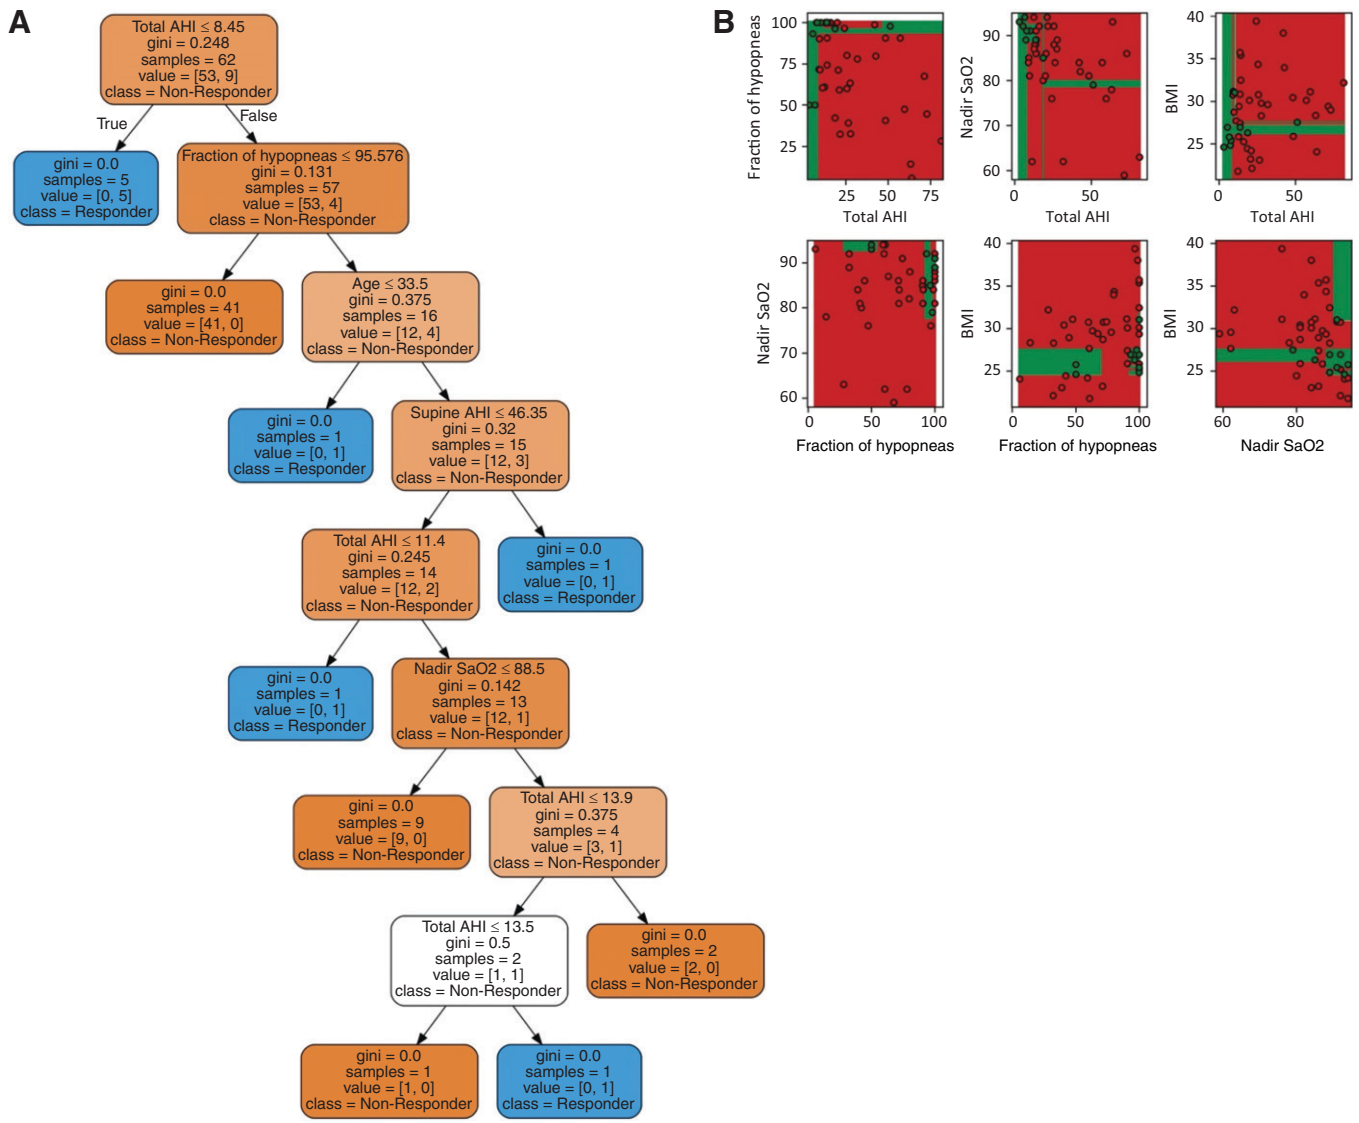 A
Total AHI ≤ 8.45
gini = 0.248
samples = 62
value = [53, 9]
class = Non-Responder
True
False
gini = 0.0
samples = 5
value = [0, 5]
class = Responder
Fraction of hypopneas ≤ 95.576
gini = 0.131
samples = 57
value = [53, 4]
class = Non-Responder
gini = 0.0
samples = 41
value = [41, 0]
class = Non-Responder
Age ≤ 33.5
gini = 0.375
samples = 16
value = [12, 4]
class = Non-Responder
gini = 0.0
samples = 1
value = [0, 1]
class = Responder
Supine AHI ≤ 46.35
gini = 0.32
samples = 15
value = [12, 3]
class = Non-Responder
Total AHI ≤ 11.4
gini = 0.245
samples = 14
value = [12, 2]
class = Non-Responder
gini = 0.0
samples = 1
value = [0, 1]
class = Responder
gini = 0.0
samples = 1
value = [0, 1]
class = Responder
Nadir SaO2 ≤ 88.5
gini = 0.142
samples = 13
value = [12, 1]
class = Non-Responder
gini = 0.0
samples = 9
value = [9, 0]
class = Non-Responder
Total AHI ≤ 13.9
gini = 0.375
samples = 4
value = [3, 1]
class = Non-Responder
Total AHI ≤ 13.5
gini = 0.5
samples = 2
value = [1, 1]
class = Non-Responder
gini = 0.0
samples = 2
value = [2, 0]
class = Non-Responder
gini = 0.0
samples = 1
value = [1, 0]
class = Non-Responder
gini = 0.0
samples = 1
value = [0, 1]
class = Responder
B
Fraction of hypopneas
100
75
50
25
25 50 75
Total AHI
Nadir SaO2
90
80
70
60
0 50
Total AHI
BMI
40
35
30
25
0 50
Total AHI
Nadir SaO2
90
80
70
60
0 50 100
Fraction of hypopneas
BMI
40
35
30
25
0 50 100
Fraction of hypopneas
BMI
40
35
30
25
60 80
Nadir SaO2